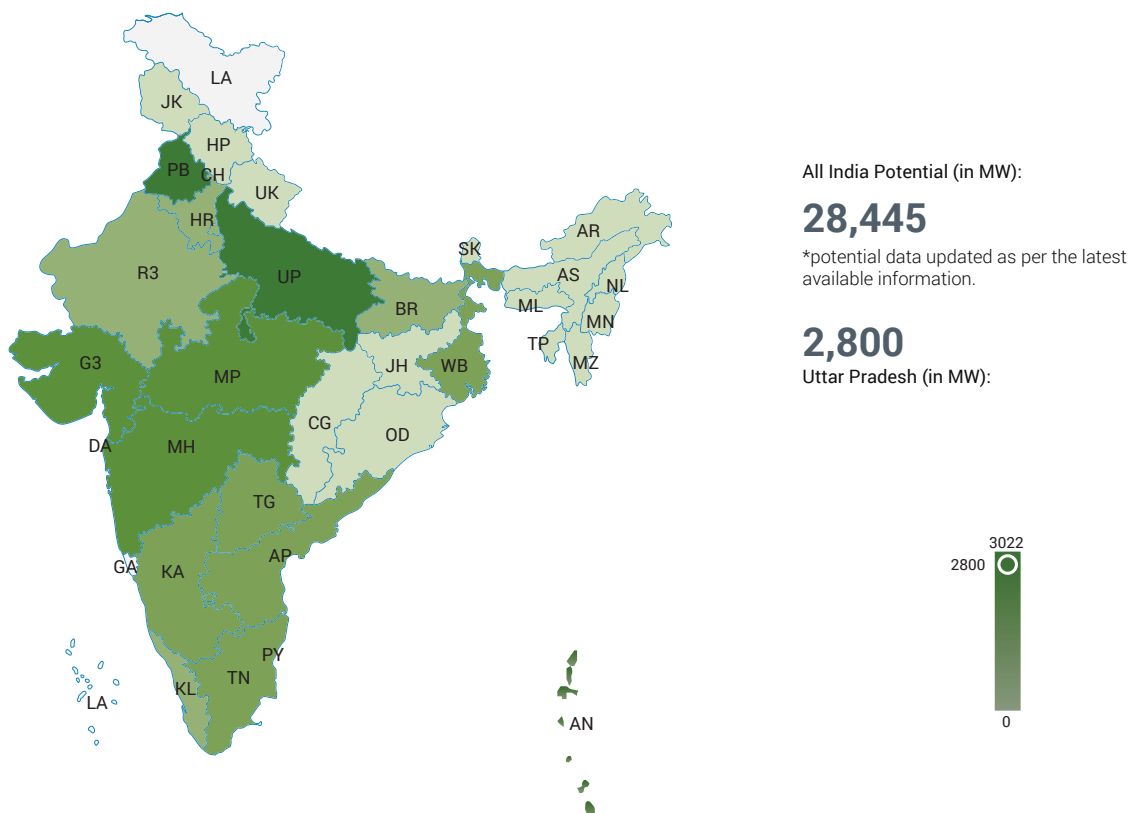 LA
JK
HP
PB
CH
UK
HR
All India Potential (in MW):
28,445
*potential data updated as per the latest
available information.
AR
SK
R3
UP
AS
NL
ML
BR
MN
2,800
Uttar Pradesh (in MW):
TP
G3
JH
WB
MZ
MP
CG
OD
DA
MH
TG
3022
AP
2800
GA
KA
PY
TN
KL
LA
AN
0